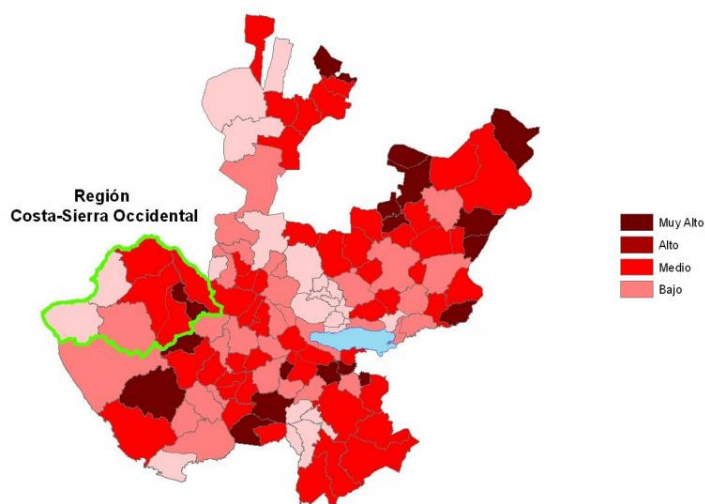 Región
Costa-Sierra Occidental
Muy Alto
Alto
Medio
Bajo